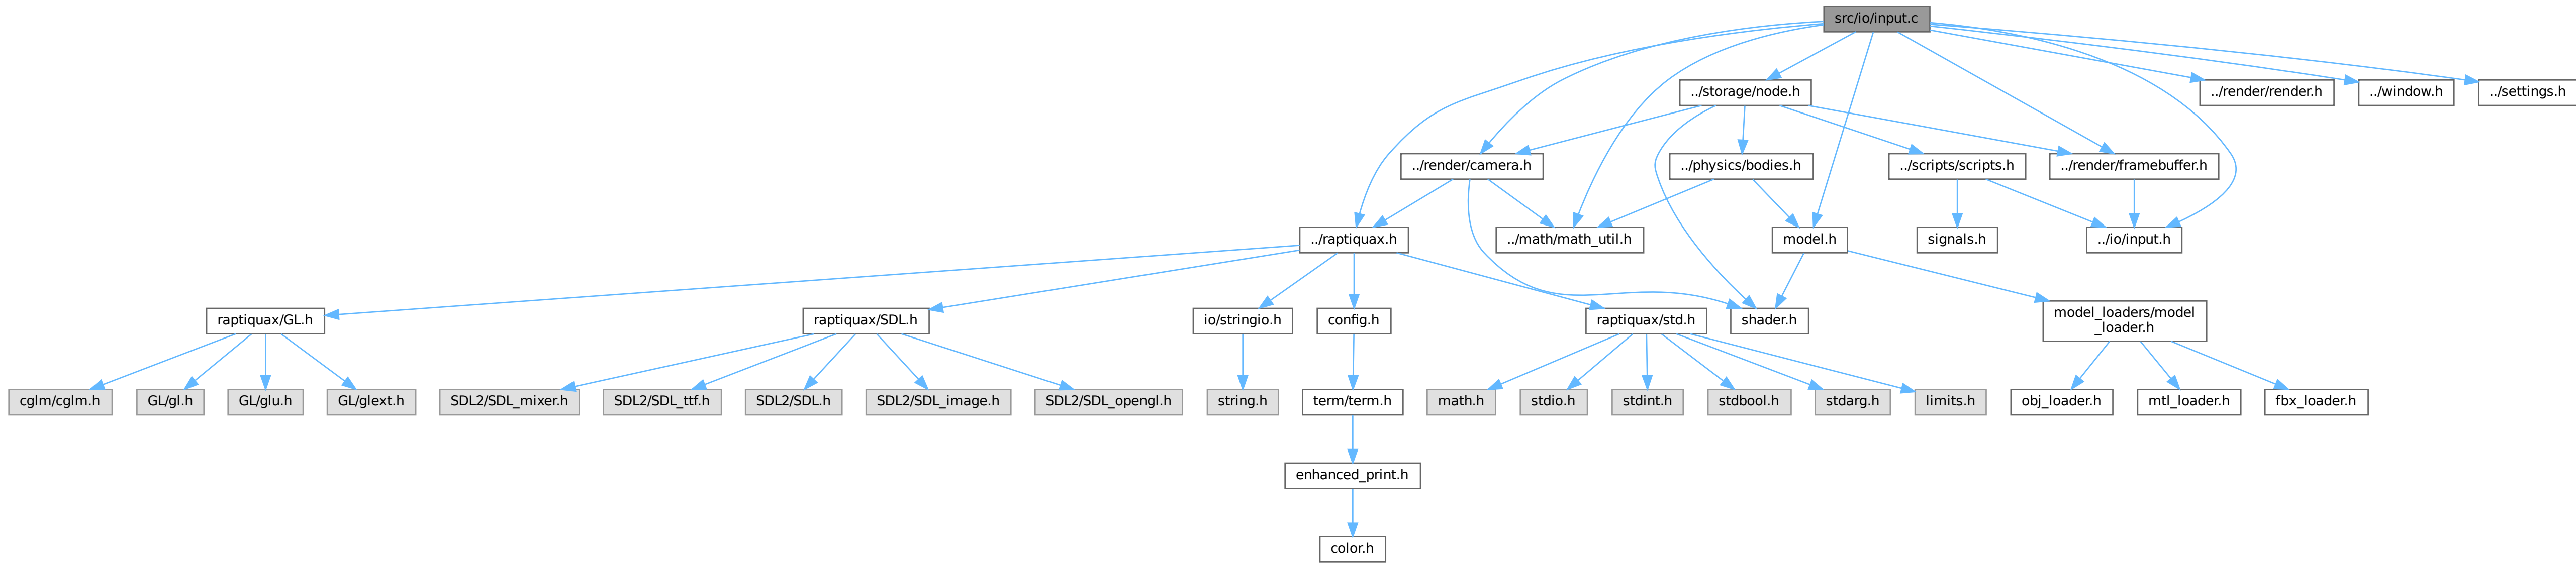 src/io/input.c
../storage/node.h
../render/render.h
../window.h
../settings.h
../render/camera.h
../physics/bodies.h
../scripts/scripts.h
../render/framebuffer.h
../raptiquax.h
../math/math_util.h
model.h
signals.h
../io/input.h
raptiquax/GL.h
raptiquax/SDL.h
io/stringio.h
config.h
raptiquax/std.h
shader.h
model_loaders/model
_loader.h
cglm/cglm.h
GL/gl.h
GL/glu.h
GL/glext.h
SDL2/SDL_mixer.h
SDL2/SDL_ttf.h
SDL2/SDL.h
SDL2/SDL_image.h
SDL2/SDL_opengl.h
string.h
term/term.h
math.h
stdio.h
stdint.h
stdbool.h
stdarg.h
limits.h
obj_loader.h
mtl_loader.h
fbx_loader.h
enhanced_print.h
color.h